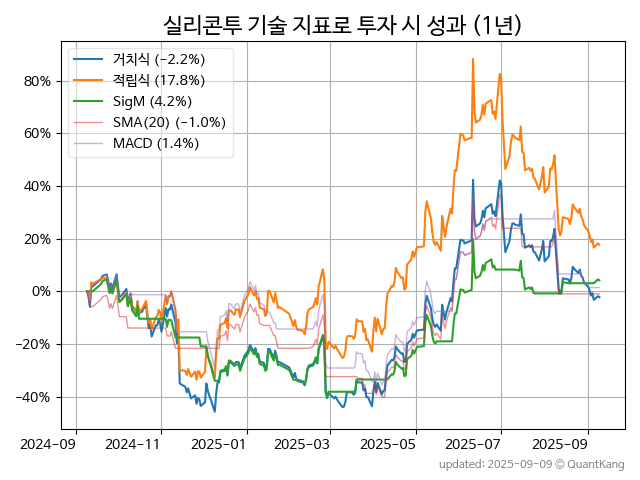 실리콘투 기술 지표로 투자 시 성과 (1년)
거치식 (−2.2%)
적립식 (17.8%)
SigM (4.2%)
SMA(20) (−1.0%)
MACD (1.4%)
80%
60%
40%
20%
0%
−20%
−40%
2024-09 2024-11 2025-01 2025-03 2025-05 2025-07 2025-09
updated: 2025-09-09 © QuantKang